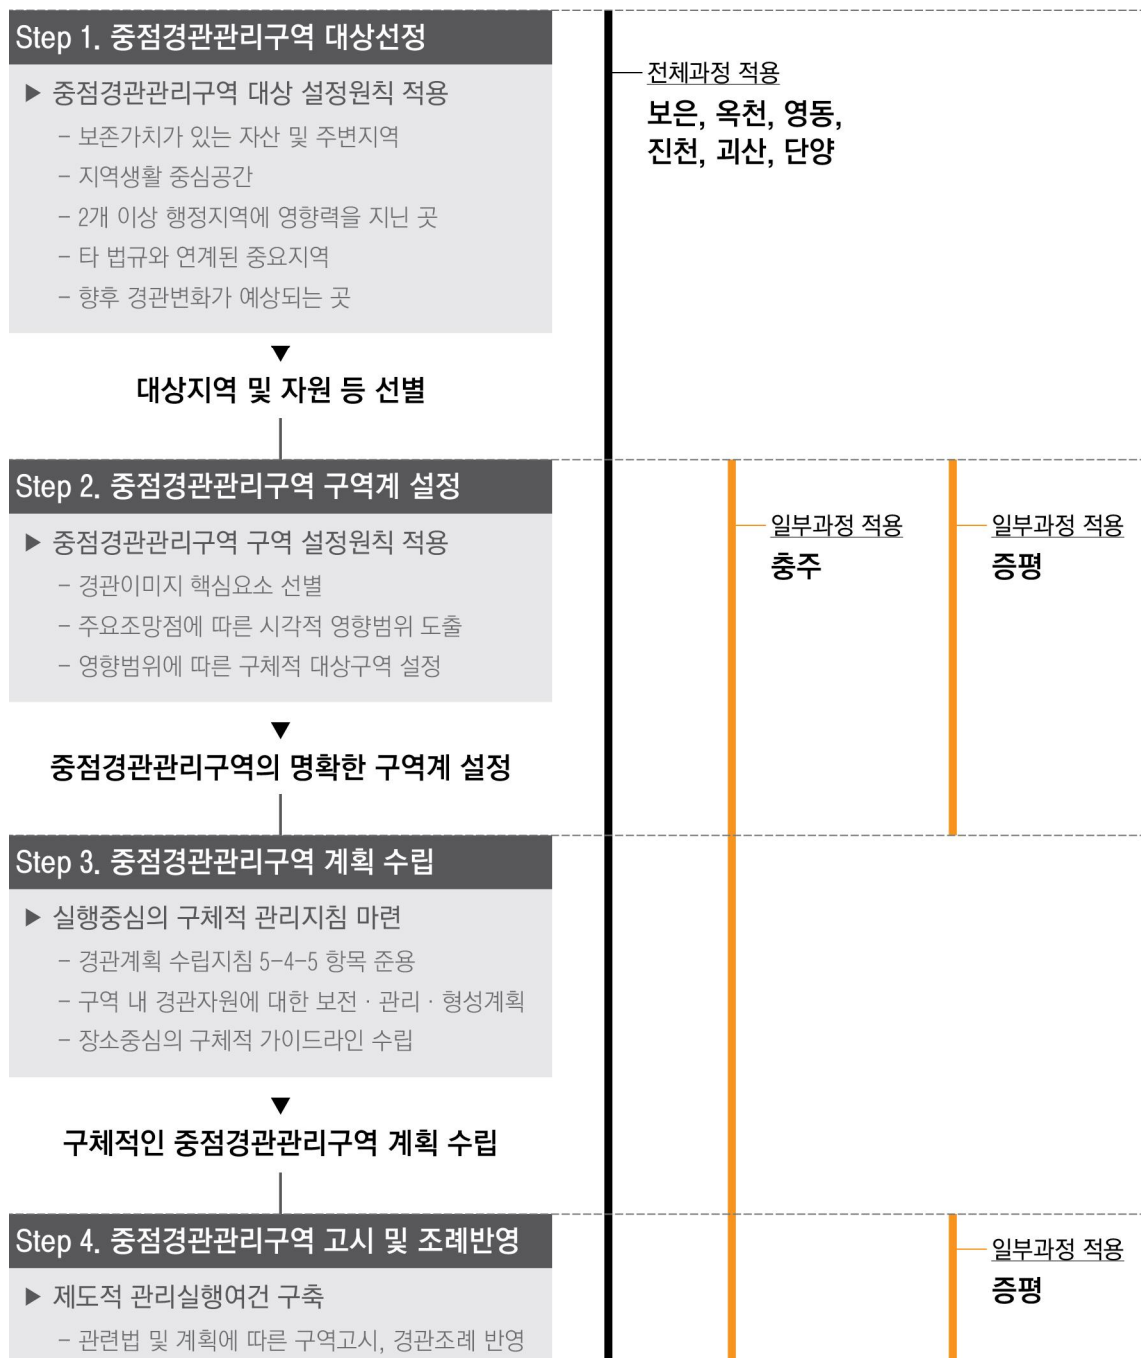 Step 1. 중점경관관리구역 대상선정
▶ 중점경관관리구역 대상 설정원칙 적용
- 보존가치가 있는 자산 및 주변지역
- 지역생활 중심공간
- 2개 이상 행정지역에 영향력을 지닌 곳
- 타 법규와 연계된 중요지역
- 향후 경관변화가 예상되는 곳
▼
대상지역 및 자원 등 선별
전체과정 적용
보은, 옥천, 영동,
진천, 괴산, 단양
Step 2. 중점경관관리구역 구역계 설정
▶ 중점경관관리구역 구역 설정원칙 적용
- 경관이미지 핵심요소 선별
- 주요조망점에 따른 시각적 영향범위 도출
- 영향범위에 따른 구체적 대상구역 설정
▼
중점경관관리구역의 명확한 구역계 설정
일부과정 적용
충주
일부과정 적용
증평
Step 3. 중점경관관리구역 계획 수립
▶ 실행중심의 구체적 관리지침 마련
- 경관계획 수립지침 5-4-5 항목 준용
- 구역 내 경관자원에 대한 보전 · 관리 · 형성계획
- 장소중심의 구체적 가이드라인 수립
▼
구체적인 중점경관관리구역 계획 수립
Step 4. 중점경관관리구역 고시 및 조례반영
▶ 제도적 관리실행여건 구축
- 관련법 및 계획에 따른 구역고시, 경관조례 반영
일부과정 적용
증평